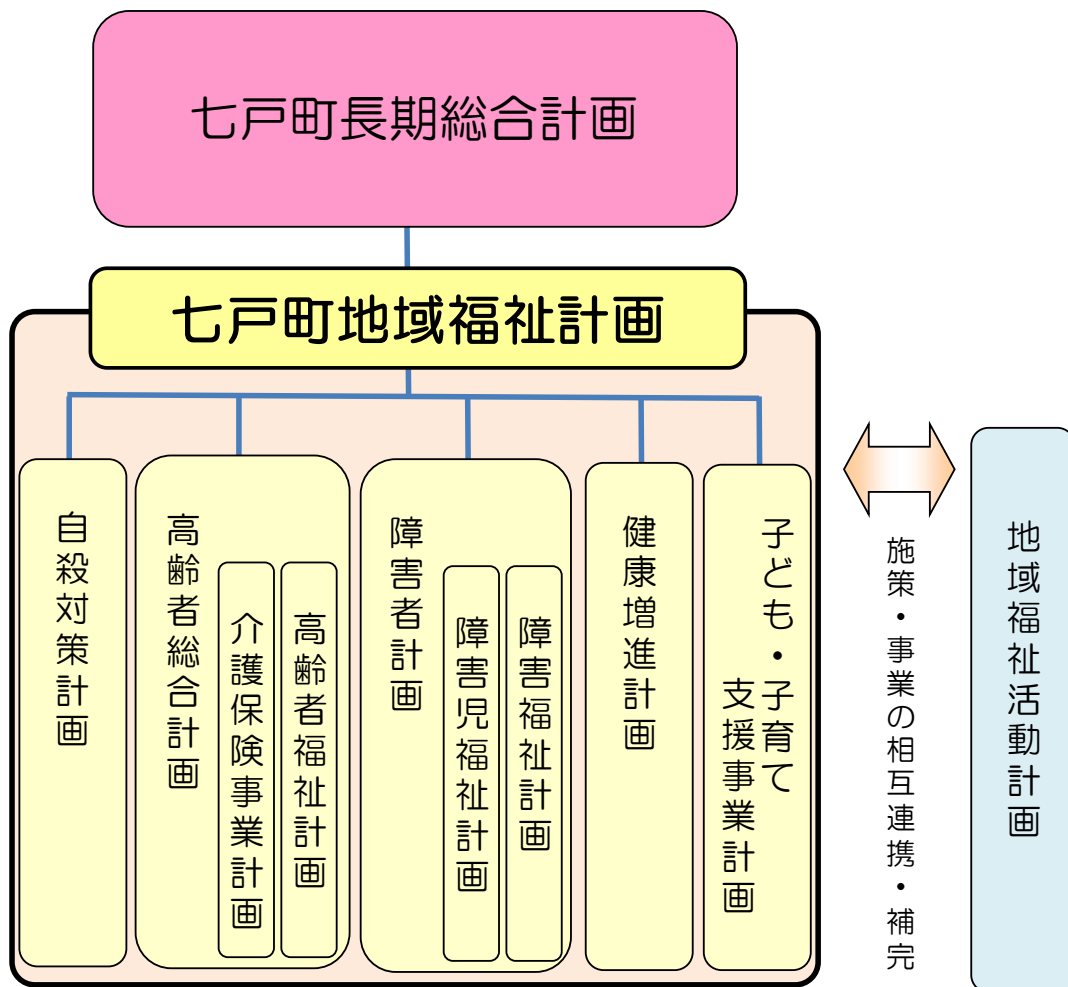 七戸町長期総合計画
七戸町地域福祉計画
自殺対策計画
高齢者総合計画
介護保険事業計画
高齢者福祉計画
障害者計画
障害児福祉計画
障害福祉計画
健康増進計画
子ども・子育て
支援事業計画
施策・事業の相互連携・補完
地域福祉活動計画